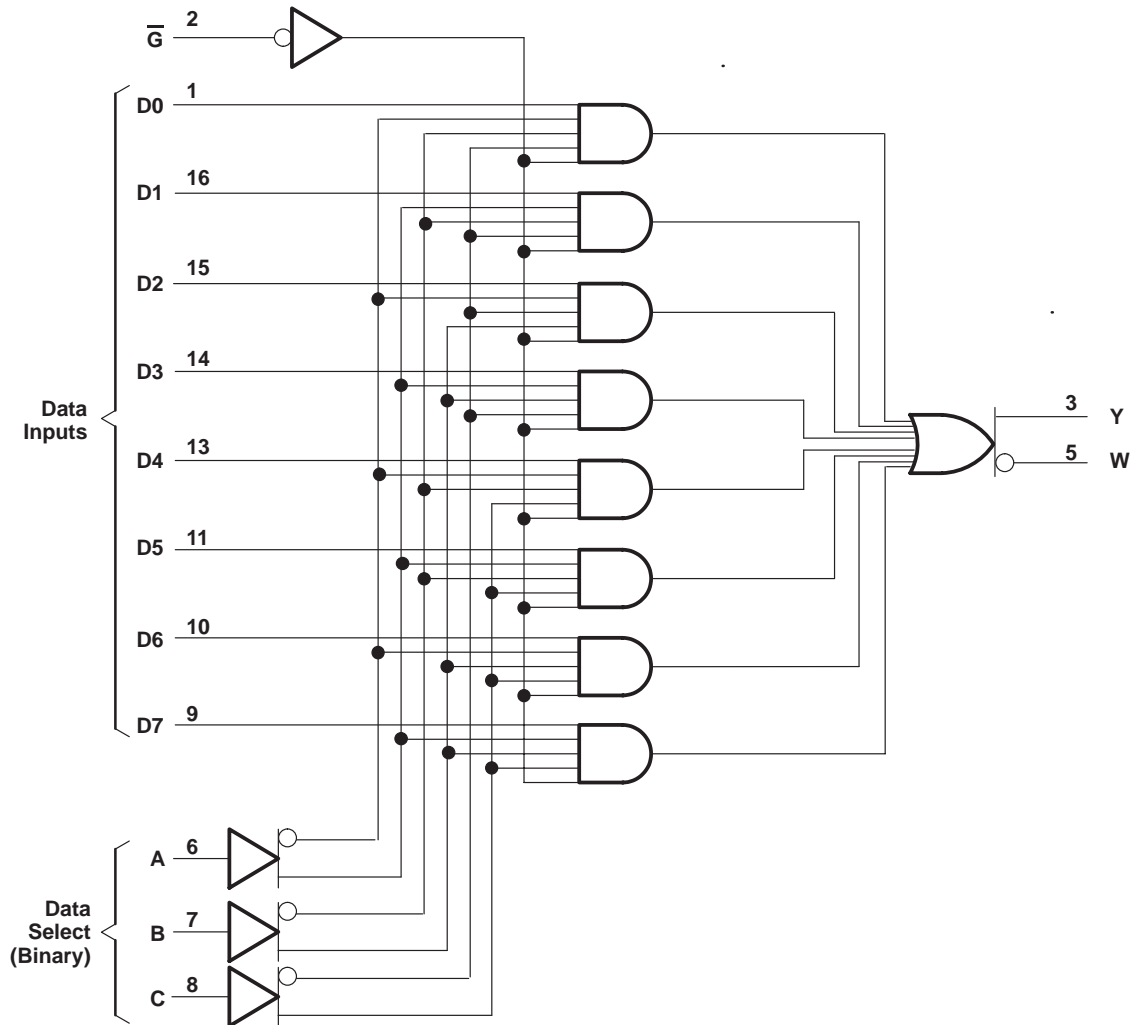 G̅ 2
D0 1
D1 16
D2 15
D3 14
Data
Inputs
D4 13
D5 11
D6 10
D7 9
3 Y
5 W
A 6
Data
Select
(Binary)
B 7
C 8